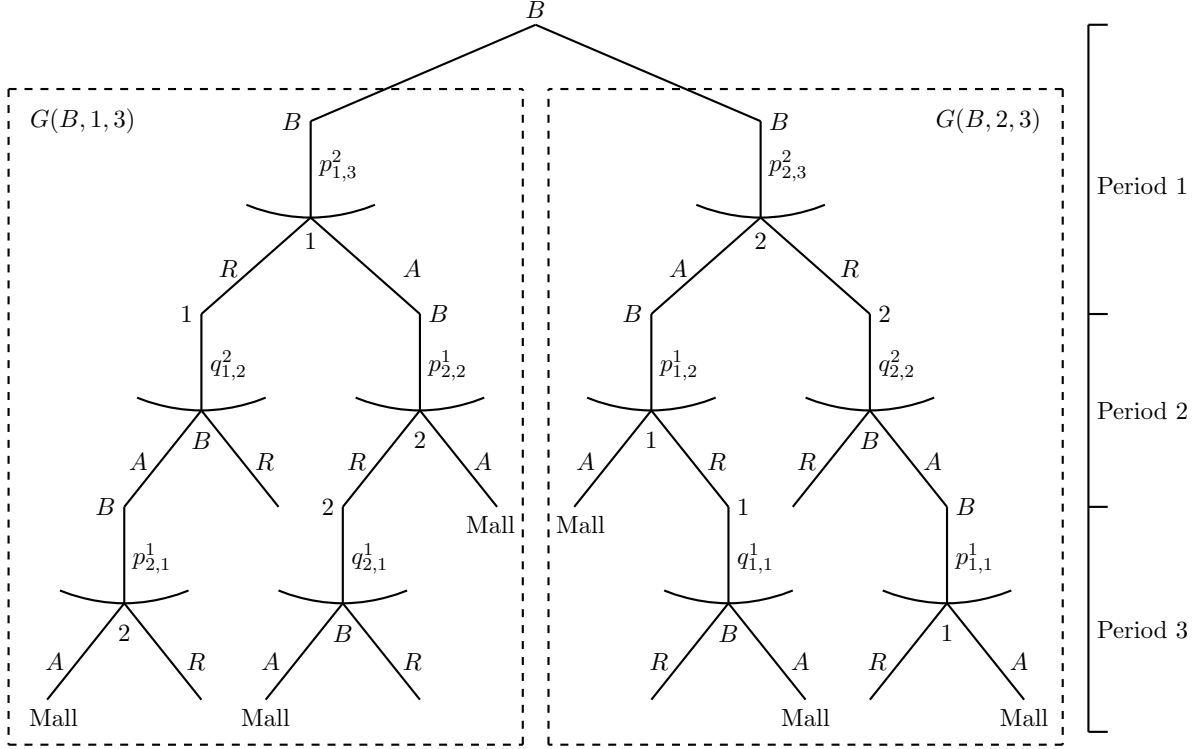 B
G(B, 1, 3)
B
B
G(B, 2, 3)
p^2_{1,3}
p^2_{2,3}
Period 1
1
2
R
A
A
R
1
B
B
2
q^2_{1,2}
p^1_{2,2}
p^1_{1,2}
q^2_{2,2}
Period 2
B
2
1
B
A
R
R
A
A
R
R
A
B
2
Mall
Mall
1
B
p^1_{2,1}
q^1_{2,1}
q^1_{1,1}
p^1_{1,1}
Period 3
2
B
B
1
A
R
A
R
R
A
R
A
Mall
Mall
Mall
Mall